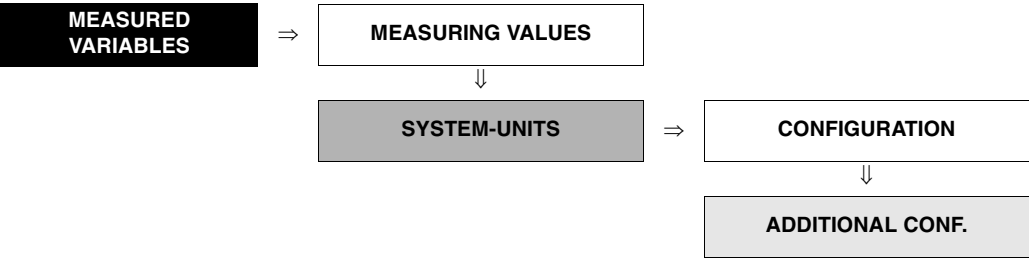 MEASURED
VARIABLES
⇒
MEASURING VALUES
⇓
SYSTEM-UNITS
⇒
CONFIGURATION
⇓
ADDITIONAL CONF.